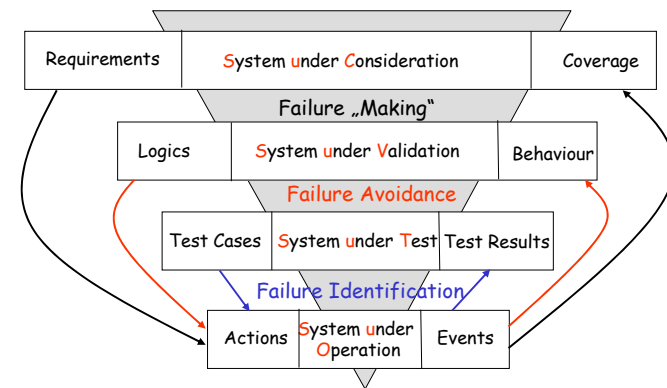 Requirements
System under Consideration
Coverage
Failure „Making“
Logics
System under Validation
Behaviour
Failure Avoidance
Test Cases
System under Test
Test Results
Failure Identification
Actions
System under
Operation
Events